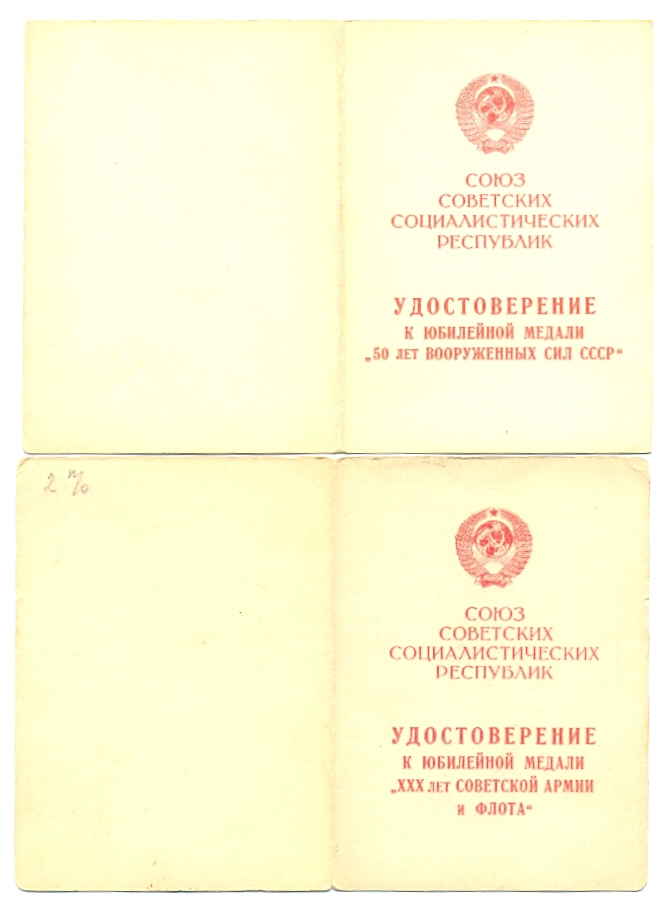 СОЮЗ
СОВЕТСКИХ
СОЦИАЛИСТИЧЕСКИХ
РЕСПУБЛИК
УДОСТОВЕРЕНИЕ
К ЮБИЛЕЙНОЙ МЕДАЛИ
„50 ЛЕТ ВООРУЖЕННЫХ СИЛ СССР“
2
СОЮЗ
СОВЕТСКИХ
СОЦИАЛИСТИЧЕСКИХ
РЕСПУБЛИК
УДОСТОВЕРЕНИЕ
К ЮБИЛЕЙНОЙ МЕДАЛИ
„XXX ЛЕТ СОВЕТСКОЙ АРМИИ
И ФЛОТА“